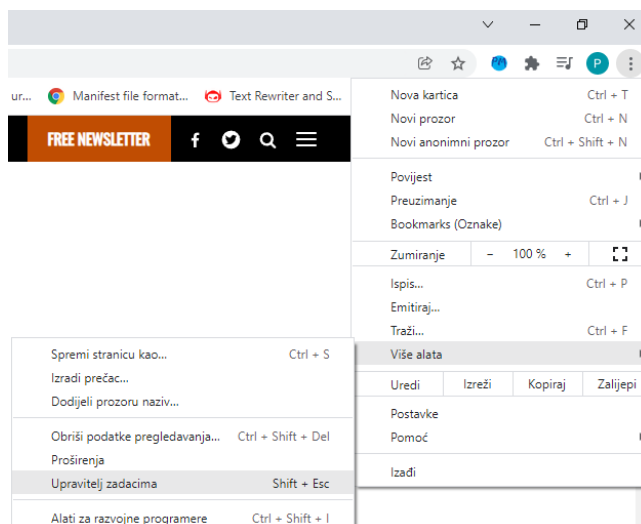 P
ur... Manifest file format... Text Rewriter and S...
FREE NEWSLETTER
Nova kartica Ctrl + T
Novi prozor Ctrl + N
Novi anonimni prozor Ctrl + Shift + N
Povijest
Preuzimanje Ctrl + J
Bookmarks (Oznake)
Zumiranje – 100 % +
Ispis... Ctrl + P
Emitiraj...
Traži... Ctrl + F
Više alata
Uredi Izreži Kopiraj Zalijepi
Postavke
Pomoć
Izađi
Spremi stranicu kao... Ctrl + S
Izradi prečac...
Dodijeli prozoru naziv...
Obriši podatke pregledavanja... Ctrl + Shift + Del
Proširenja
Upravitelj zadacima Shift + Esc
Alati za razvojne programere Ctrl + Shift + I